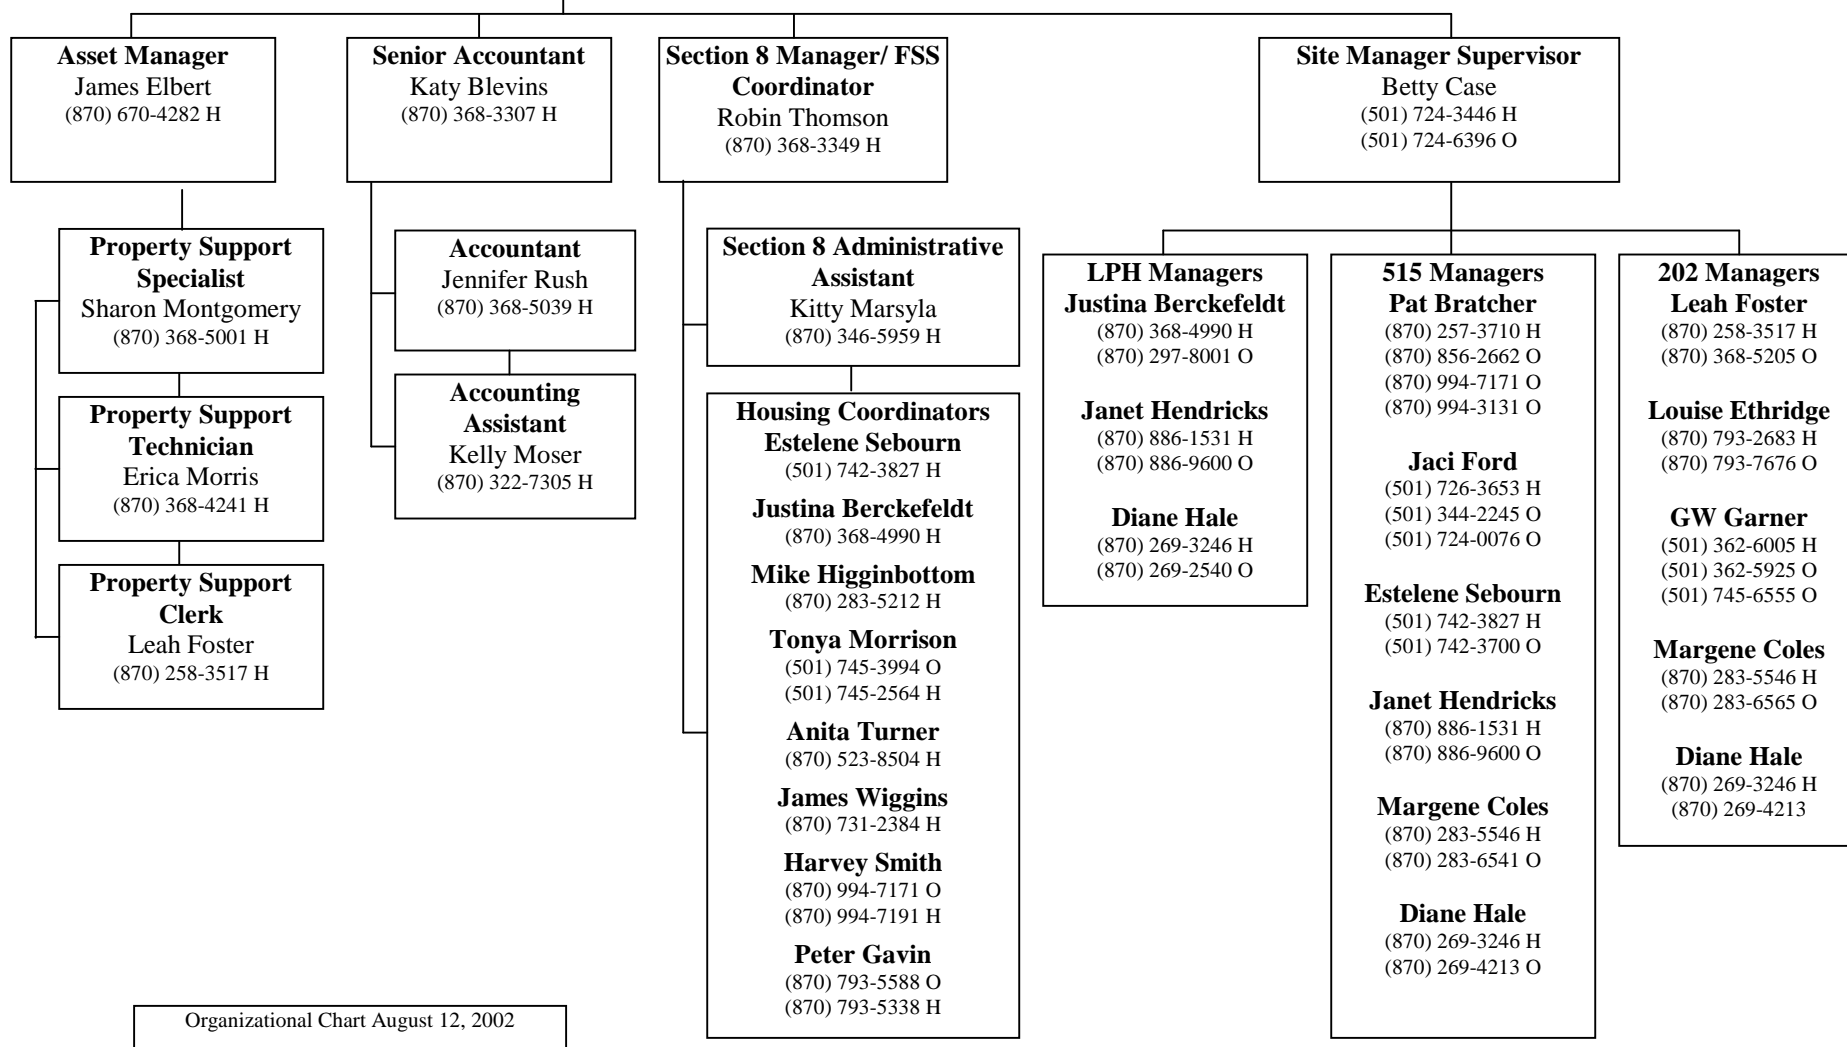 Asset Manager
James Elbert
(870) 670-4282 H
Senior Accountant
Katy Blevins
(870) 368-3307 H
Section 8 Manager/ FSS
Coordinator
Robin Thomson
(870) 368-3349 H
Site Manager Supervisor
Betty Case
(501) 724-3446 H
(501) 724-6396 O
Property Support
Specialist
Sharon Montgomery
(870) 368-5001 H
Property Support
Technician
Erica Morris
(870) 368-4241 H
Property Support
Clerk
Leah Foster
(870) 258-3517 H
Accountant
Jennifer Rush
(870) 368-5039 H
Accounting
Assistant
Kelly Moser
(870) 322-7305 H
Section 8 Administrative
Assistant
Kitty Marsyla
(870) 346-5959 H
Housing Coordinators
Estelene Sebourn
(501) 742-3827 H
Justina Berckefeldt
(870) 368-4990 H
Mike Higginbottom
(870) 283-5212 H
Tonya Morrison
(501) 745-3994 O
(501) 745-2564 H
Anita Turner
(870) 523-8504 H
James Wiggins
(870) 731-2384 H
Harvey Smith
(870) 994-7171 O
(870) 994-7191 H
Peter Gavin
(870) 793-5588 O
(870) 793-5338 H
LPH Managers
Justina Berckefeldt
(870) 368-4990 H
(870) 297-8001 O
Janet Hendricks
(870) 886-1531 H
(870) 886-9600 O
Diane Hale
(870) 269-3246 H
(870) 269-2540 O
515 Managers
Pat Bratcher
(870) 257-3710 H
(870) 856-2662 O
(870) 994-7171 O
(870) 994-3131 O
Jaci Ford
(501) 726-3653 H
(501) 344-2245 O
(501) 724-0076 O
Estelene Sebourn
(501) 742-3827 H
(501) 742-3700 O
Janet Hendricks
(870) 886-1531 H
(870) 886-9600 O
Margene Coles
(870) 283-5546 H
(870) 283-6541 O
Diane Hale
(870) 269-3246 H
(870) 269-4213 O
202 Managers
Leah Foster
(870) 258-3517 H
(870) 368-5205 O
Louise Ethridge
(870) 793-2683 H
(870) 793-7676 O
GW Garner
(501) 362-6005 H
(501) 362-5925 O
(501) 745-6555 O
Margene Coles
(870) 283-5546 H
(870) 283-6565 O
Diane Hale
(870) 269-3246 H
(870) 269-4213
Organizational Chart August 12, 2002